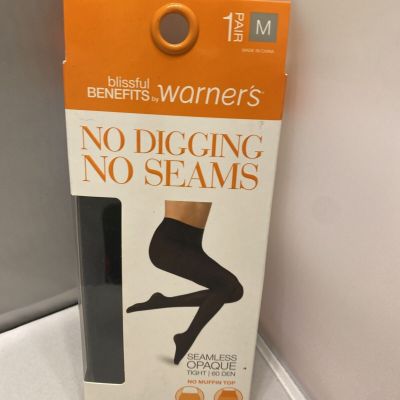 1 PAIR
M
MADE IN CHINA
blissful
BENEFITS by warner's
NO DIGGING
NO SEAMS
SEAMLESS
OPAQUE
TIGHT | 60 DEN
NO MUFFIN TOP